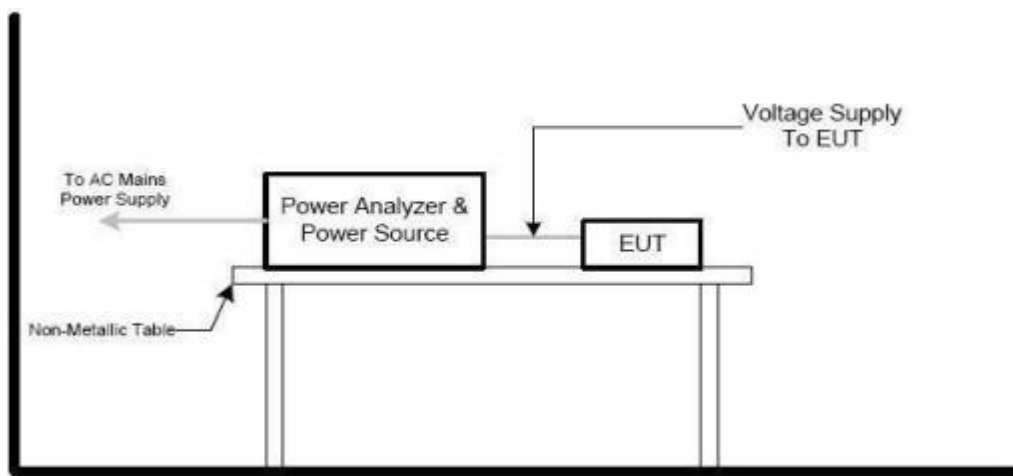 Voltage Supply
To EUT
To AC Mains
Power Supply
Power Analyzer &
Power Source
EUT
Non-Metallic Table